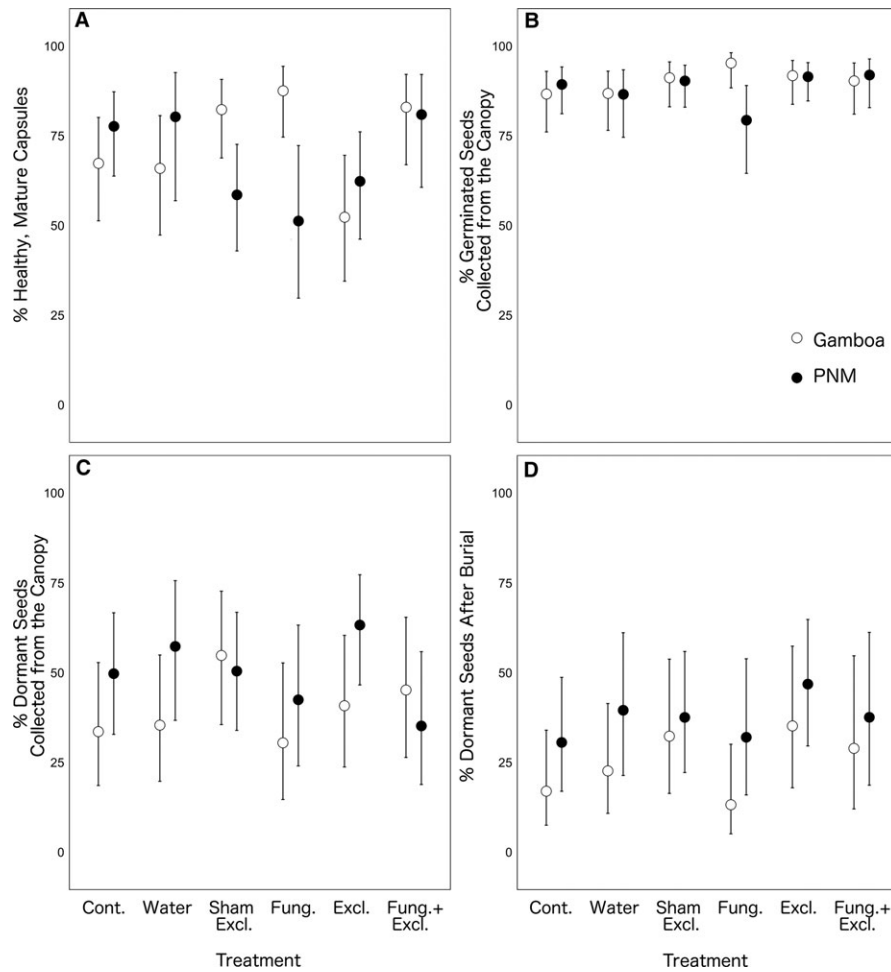 A
100
75
50
25
0
% Healthy, Mature Capsules
B
100
75
50
25
0
% Germinated Seeds
Collected from the Canopy
Gamboa
PNM
C
100
75
50
25
0
% Dormant Seeds
Collected from the Canopy
Cont.
Water
Sham
Excl.
Fung.
Excl.
Fung.+
Excl.
Treatment
D
100
75
50
25
0
% Dormant Seeds After Burial
Cont.
Water
Sham
Excl.
Fung.
Excl.
Fung.+
Excl.
Treatment